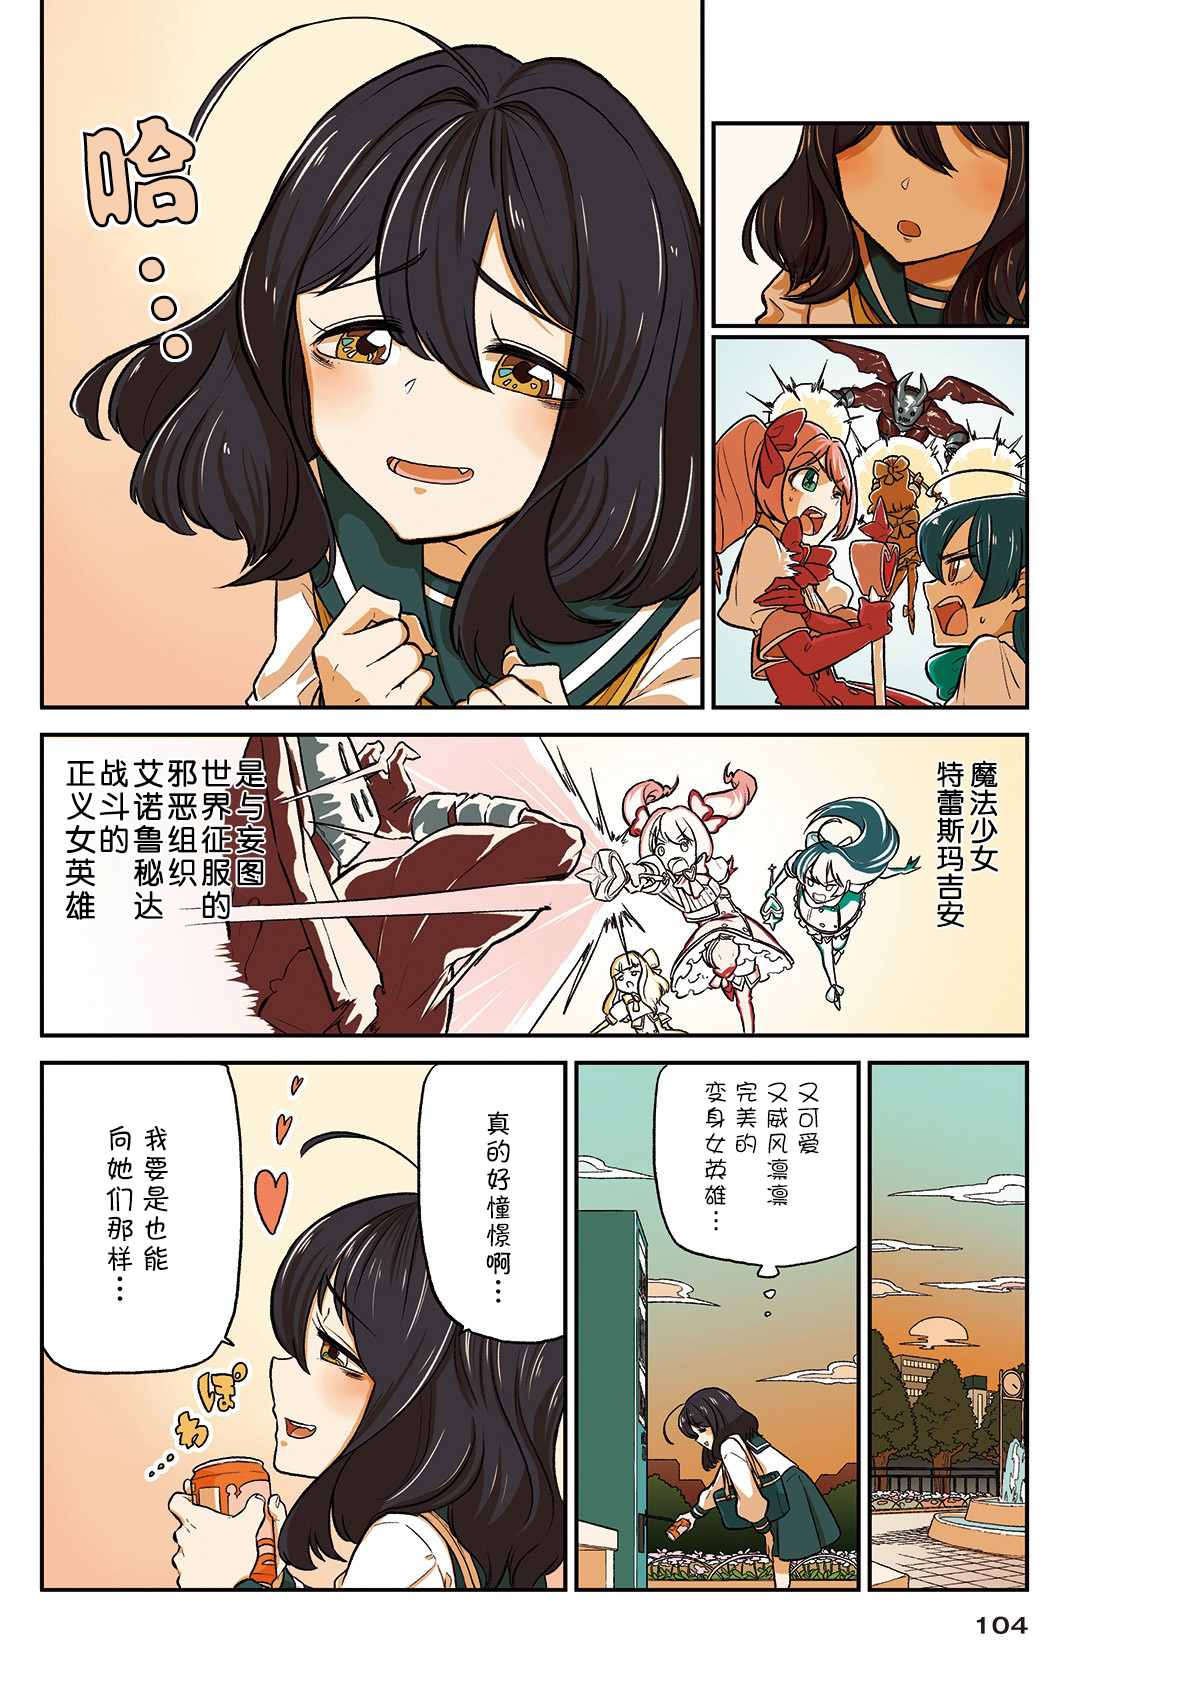 哈…
魔法少女
特蕾斯玛吉安
是与妄图
世界征服的
邪恶组织
艾诺鲁秘达
战斗的
正义女英雄
又可爱
又威风凛凛
完美的
变身女英雄…
真的好憧憬啊…
我要是也能
向她们那样…
ぽわ…
104